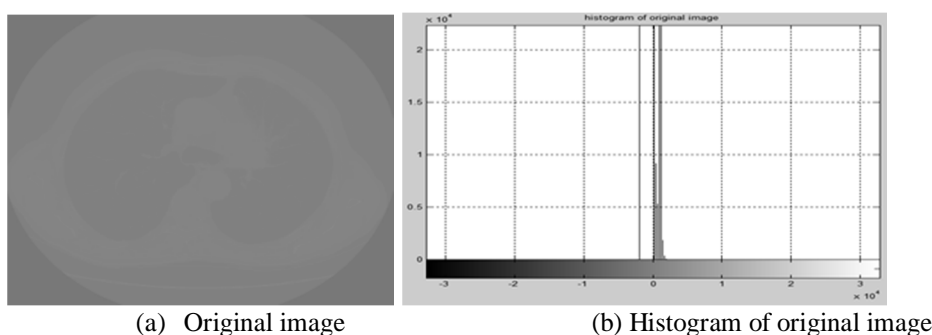 × 10⁴
histogram of original image
2
1.5
1
0.5
0
-3 -2 -1 0 1 2 3
× 10⁴
(a) Original image (b) Histogram of original image